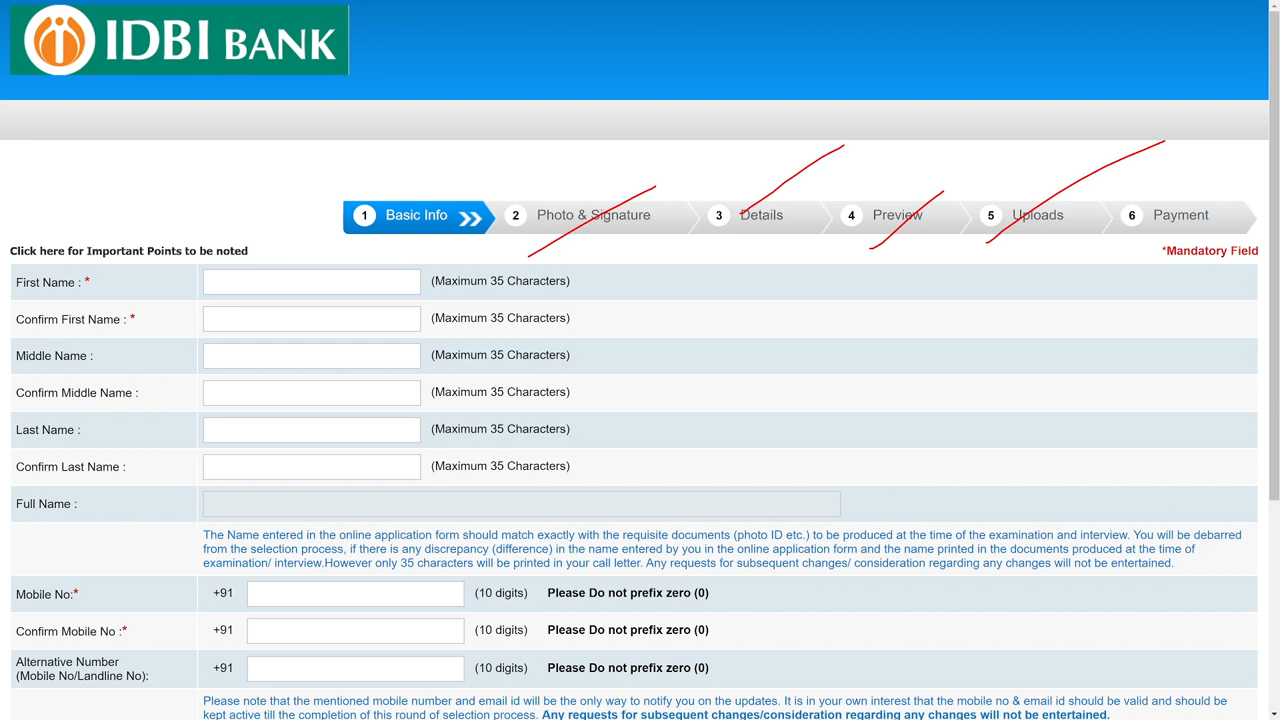 IDBI BANK
1 Basic Info 2 Photo & Signature 3 Details 4 Preview 5 Uploads 6 Payment
Click here for Important Points to be noted *Mandatory Field
First Name : * (Maximum 35 Characters)
Confirm First Name : * (Maximum 35 Characters)
Middle Name : (Maximum 35 Characters)
Confirm Middle Name : (Maximum 35 Characters)
Last Name : (Maximum 35 Characters)
Confirm Last Name : (Maximum 35 Characters)
Full Name :
The Name entered in the online application form should match exactly with the requisite documents (photo ID etc.) to be produced at the time of the examination and interview. You will be debarred
from the selection process, if there is any discrepancy (difference) in the name entered by you in the online application form and the name printed in the documents produced at the time of
examination/ interview.However only 35 characters will be printed in your call letter. Any requests for subsequent changes/ consideration regarding any changes will not be entertained.
Mobile No:* +91 (10 digits) Please Do not prefix zero (0)
Confirm Mobile No :* +91 (10 digits) Please Do not prefix zero (0)
Alternative Number
(Mobile No/Landline No): +91 (10 digits) Please Do not prefix zero (0)
Please note that the mentioned mobile number and email id will be the only way to notify you on the updates. It is in your own interest that the mobile no & email id should be valid and should be
kept active till the completion of this round of selection process. Any requests for subsequent changes/consideration regarding any changes will not be entertained.